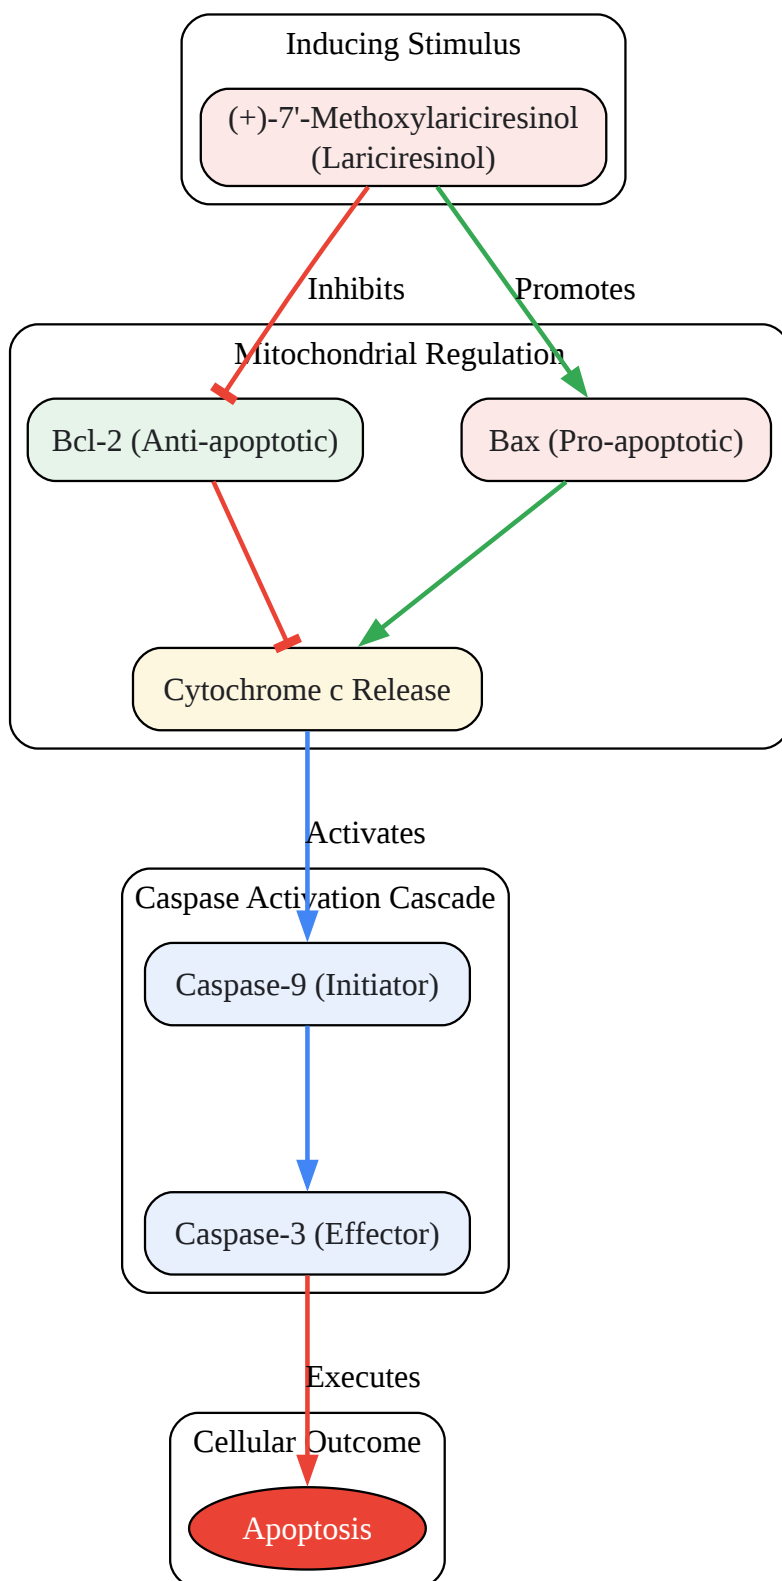 Inducing Stimulus
(+)-7'-Methoxylariciresinol
(Lariciresinol)
Inhibits
Promotes
Mitochondrial Regulation
Bcl-2 (Anti-apoptotic)
Bax (Pro-apoptotic)
Cytochrome c Release
Activates
Caspase Activation Cascade
Caspase-9 (Initiator)
Caspase-3 (Effector)
Executes
Cellular Outcome
Apoptosis